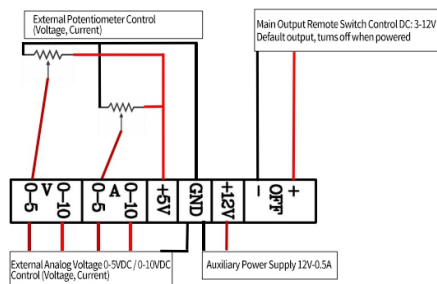 External Potentiometer Control
(Voltage, Current)
Main Output Remote Switch Control DC: 3-12V
Default output, turns off when powered
0-5
V
0-10
0-5
A
0-10
+5V
GND
+12V
-
OFF
+
External Analog Voltage 0-5VDC / 0-10VDC
Control (Voltage, Current)
Auxiliary Power Supply 12V-0.5A